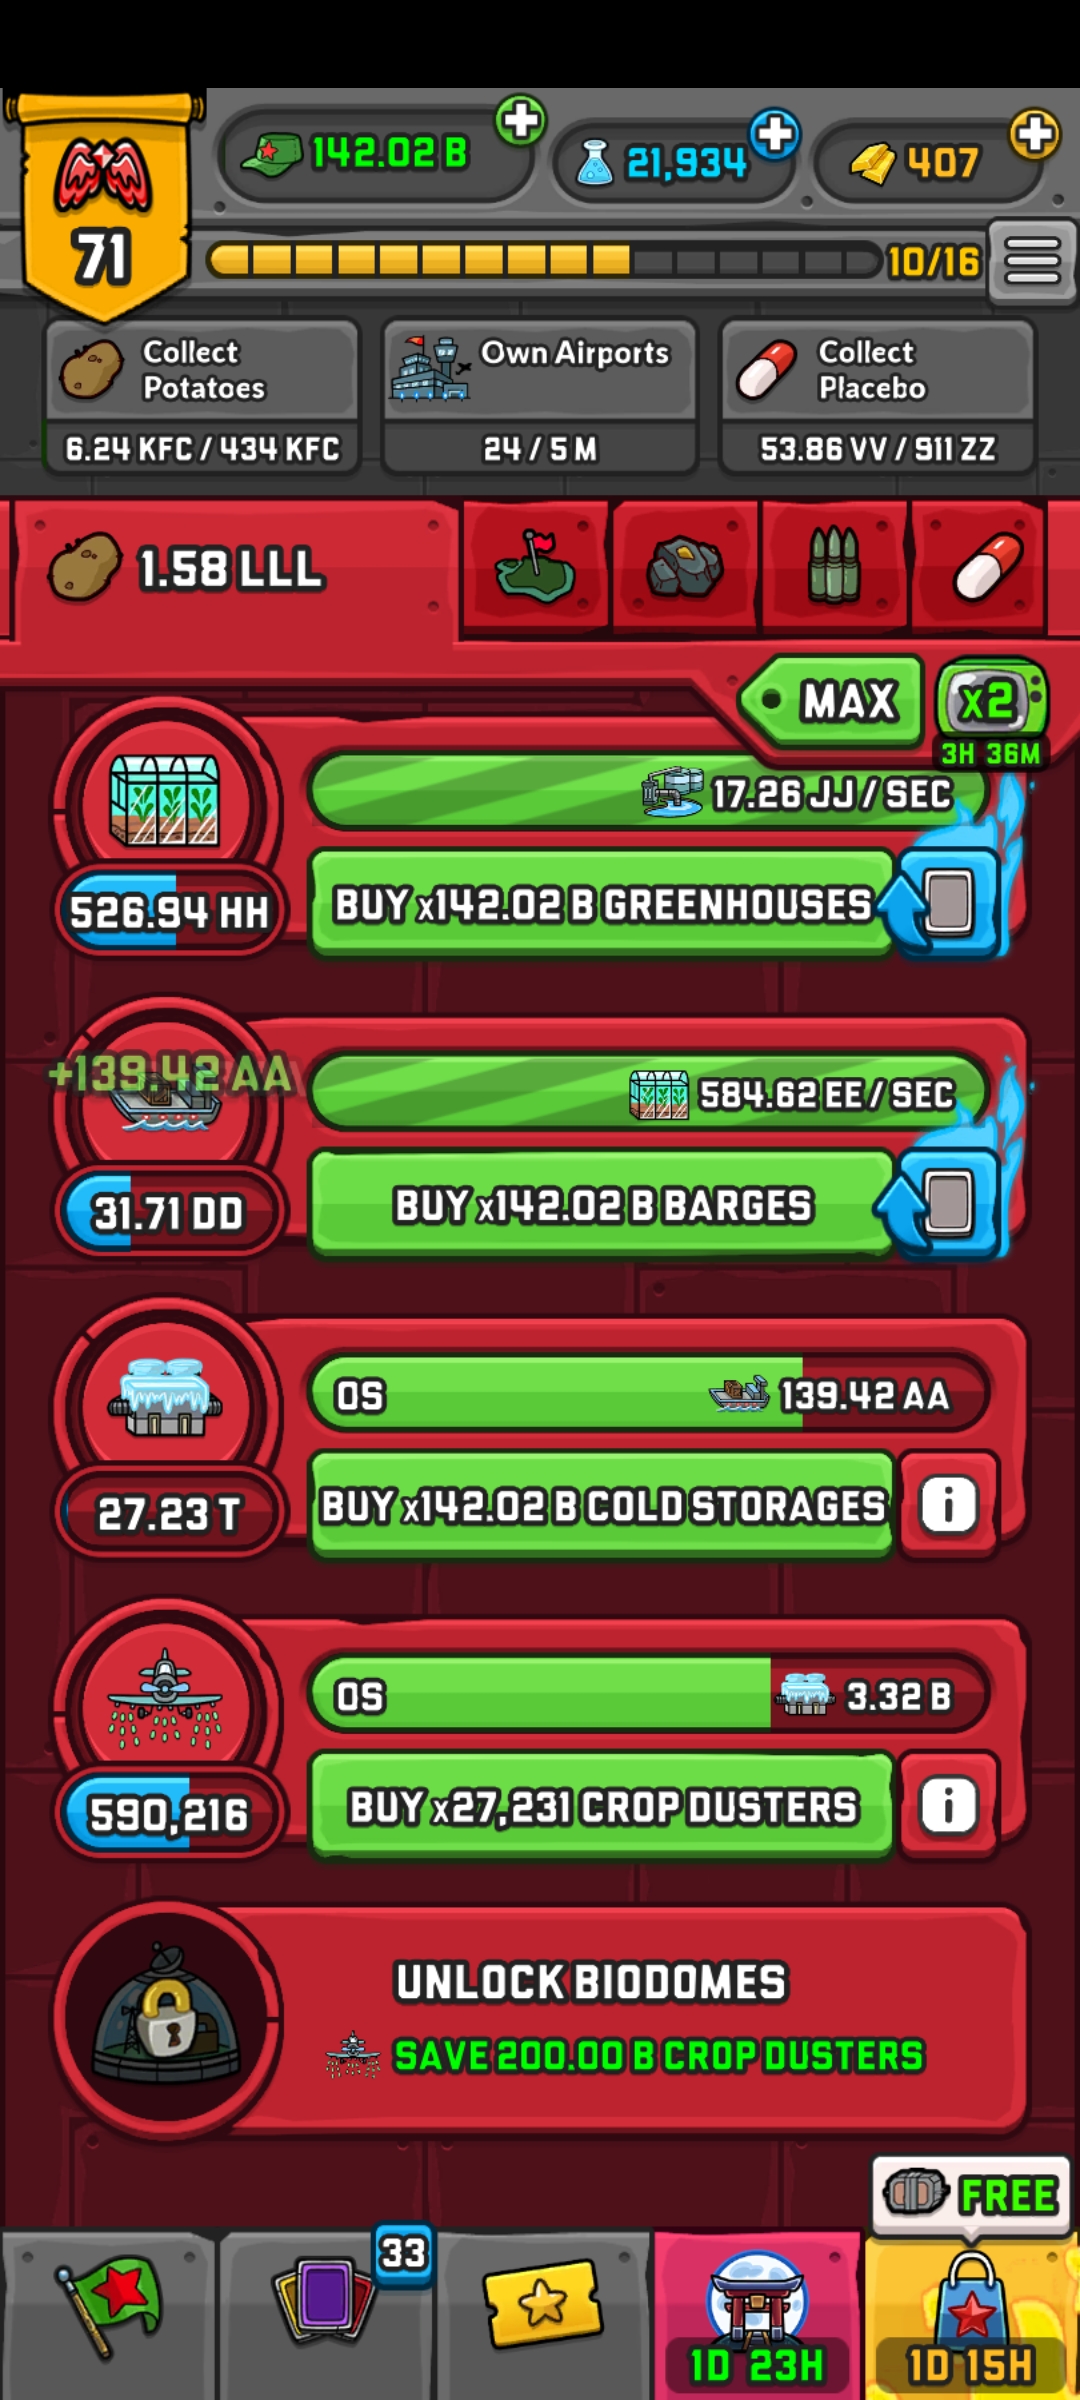 71
142.02 B
21,934
407
10/16
Collect
Potatoes
6.24 KFC / 434 KFC
Own Airports
24 / 5 M
Collect
Placebo
53.86 VV / 911 ZZ
1.58 LLL
MAX
x2
3H 36M
17.26 JJ / SEC
526.94 HH
BUY x142.02 B GREENHOUSES
+139.42 AA
584.62 EE / SEC
31.71 DD
BUY x142.02 B BARGES
0S
139.42 AA
27.23 T
BUY x142.02 B COLD STORAGES
i
0S
3.32 B
590,216
BUY x27,231 CROP DUSTERS
i
UNLOCK BIODOMES
SAVE 200.00 B CROP DUSTERS
FREE
33
1D 23H
1D 15H